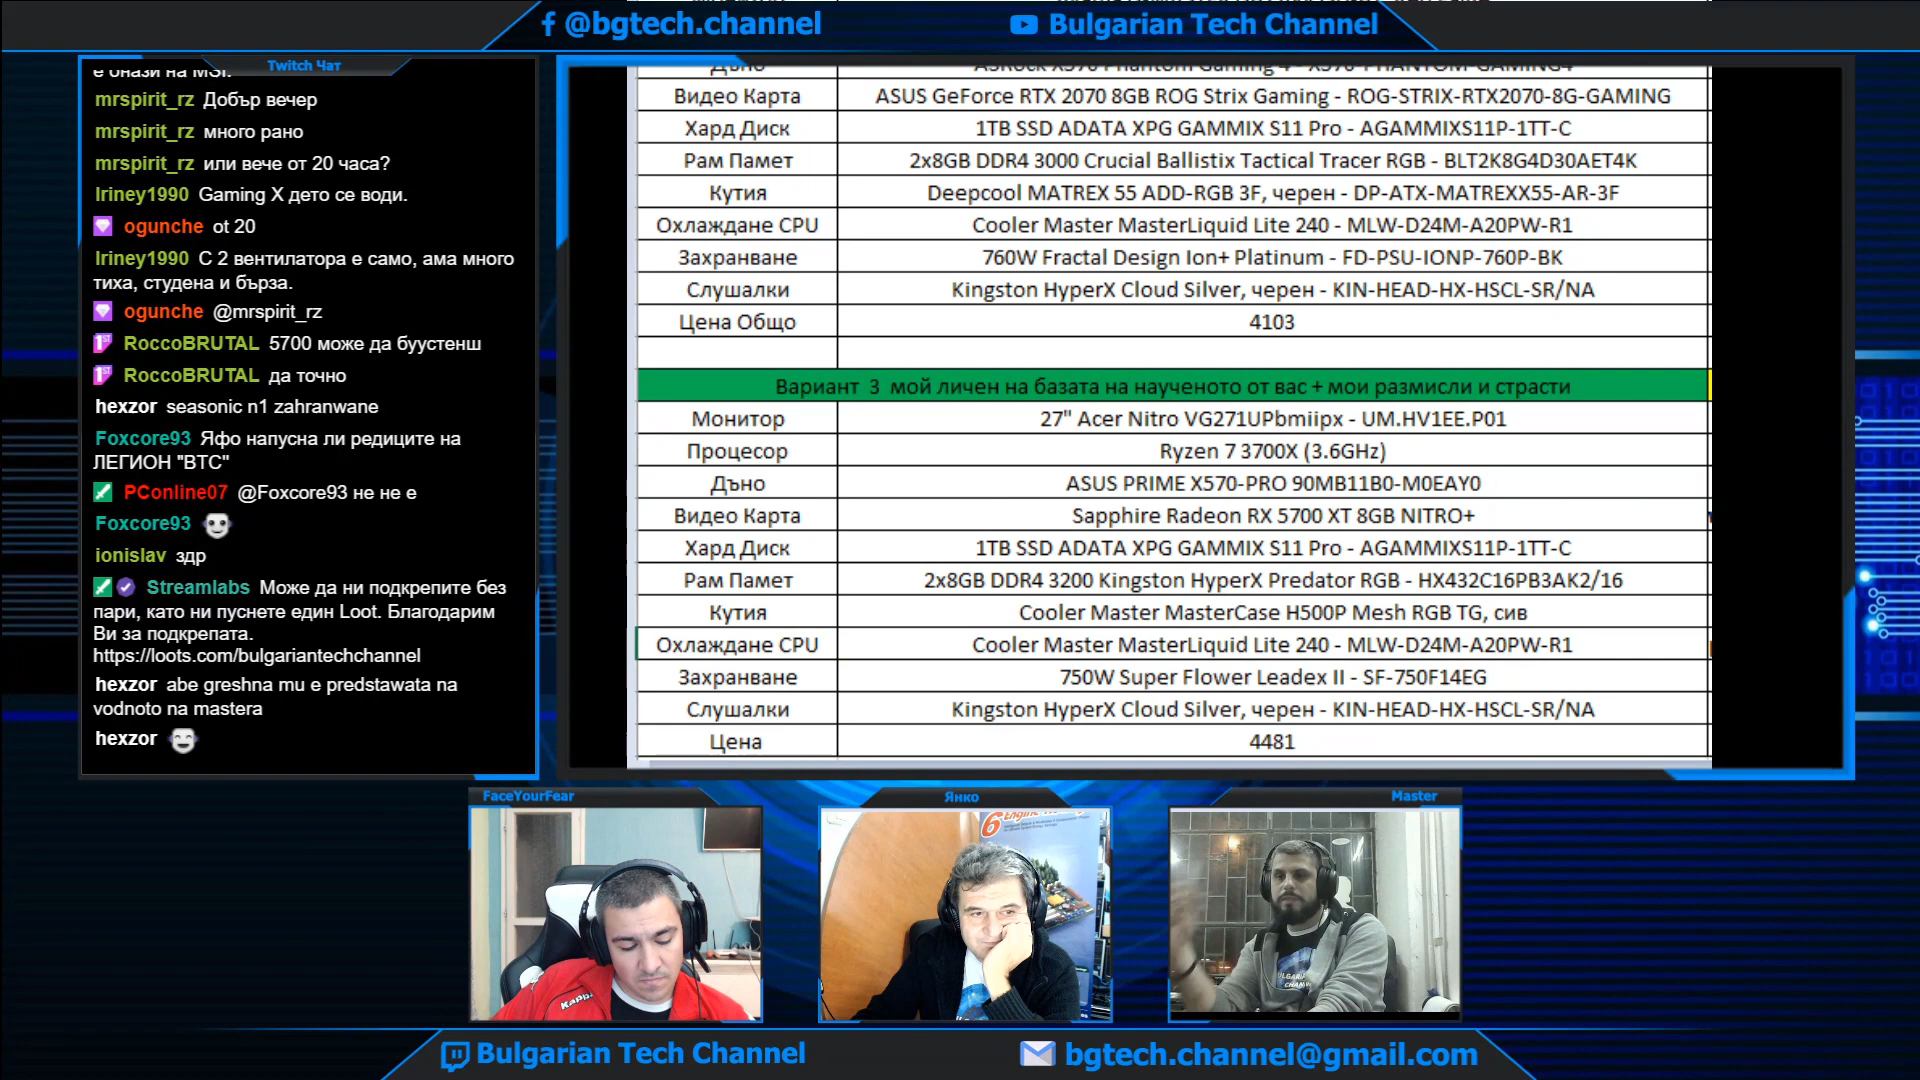 @bgtech.channel
Bulgarian Tech Channel
Twitch Чат
е онази на MSI.
mrspirit_rz Добър вечер
mrspirit_rz много рано
mrspirit_rz или вече от 20 часа?
Iriney1990 Gaming X дето се води.
ogunche ot 20
Iriney1990 С 2 вентилатора е само, ама много
тиха, студена и бърза.
ogunche @mrspirit_rz
RoccoBRUTAL 5700 може да буустенш
RoccoBRUTAL да точно
hexzor seasonic n1 zahranwane
Foxcore93 Яфо напусна ли редиците на
ЛЕГИОН "BTC"
PConline07 @Foxcore93 не не е
Foxcore93
ionislav здр
Streamlabs Може да ни подкрепите без
пари, като ни пуснете един Loot. Благодарим
Ви за подкрепата.
https://loots.com/bulgariantechchannel
hexzor abe greshna mu e predstawata na
vodnoto na mastera
hexzor
Дъно ASRock X570 Phantom Gaming 4 - X570-PHANTOM-GAMING4
Видео Карта ASUS GeForce RTX 2070 8GB ROG Strix Gaming - ROG-STRIX-RTX2070-8G-GAMING
Хард Диск 1TB SSD ADATA XPG GAMMIX S11 Pro - AGAMMIXS11P-1TT-C
Рам Памет 2x8GB DDR4 3000 Crucial Ballistix Tactical Tracer RGB - BLT2K8G4D30AET4K
Кутия Deepcool MATREX 55 ADD-RGB 3F, черен - DP-ATX-MATREXX55-AR-3F
Охлаждане CPU Cooler Master MasterLiquid Lite 240 - MLW-D24M-A20PW-R1
Захранване 760W Fractal Design Ion+ Platinum - FD-PSU-IONP-760P-BK
Слушалки Kingston HyperX Cloud Silver, черен - KIN-HEAD-HX-HSCL-SR/NA
Цена Общо 4103
Вариант 3 мой личен на базата на наученото от вас + мои размисли и страсти
Монитор 27" Acer Nitro VG271UPbmiipx - UM.HV1EE.P01
Процесор Ryzen 7 3700X (3.6GHz)
Дъно ASUS PRIME X570-PRO 90MB11B0-M0EAY0
Видео Карта Sapphire Radeon RX 5700 XT 8GB NITRO+
Хард Диск 1TB SSD ADATA XPG GAMMIX S11 Pro - AGAMMIXS11P-1TT-C
Рам Памет 2x8GB DDR4 3200 Kingston HyperX Predator RGB - HX432C16PB3AK2/16
Кутия Cooler Master MasterCase H500P Mesh RGB TG, сив
Охлаждане CPU Cooler Master MasterLiquid Lite 240 - MLW-D24M-A20PW-R1
Захранване 750W Super Flower Leadex II - SF-750F14EG
Слушалки Kingston HyperX Cloud Silver, черен - KIN-HEAD-HX-HSCL-SR/NA
Цена 4481
FaceYourFear
Янко
Master
Kappa
Bulgarian Tech Channel
bgtech.channel@gmail.com